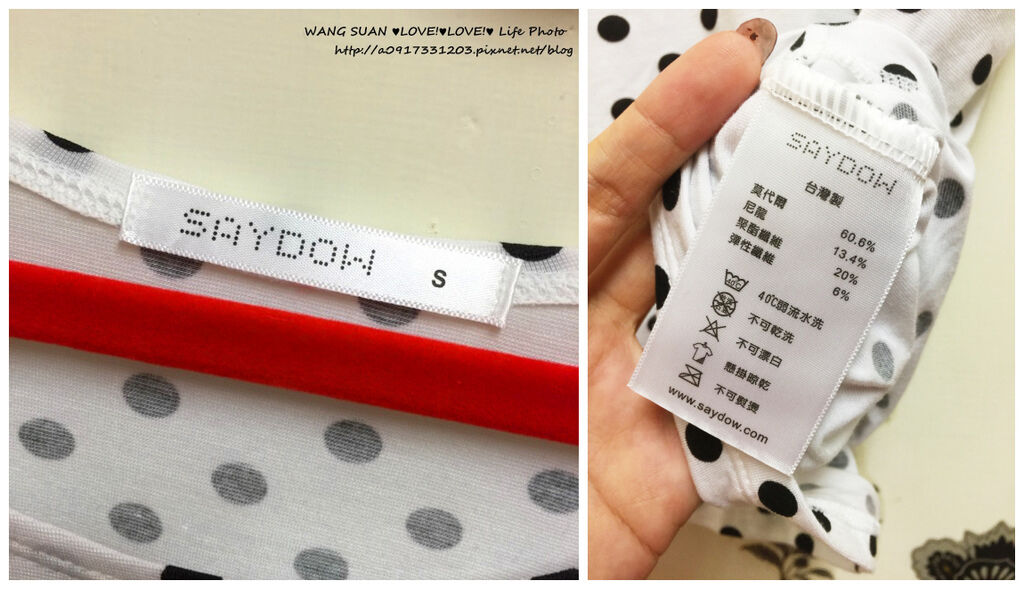 WANG SUAN ♥LOVE!♥LOVE!♥ Life Photo
http://a0917331203.pixnet.net/blog
SAYDOW S
SAYDOW
台灣製
莫代爾 60.6%
尼龍 13.4%
聚酯纖維 20%
彈性纖維 6%
40℃ 40℃弱流水洗
不可乾洗
不可漂白
懸掛晾乾
不可熨燙
www.saydow.com